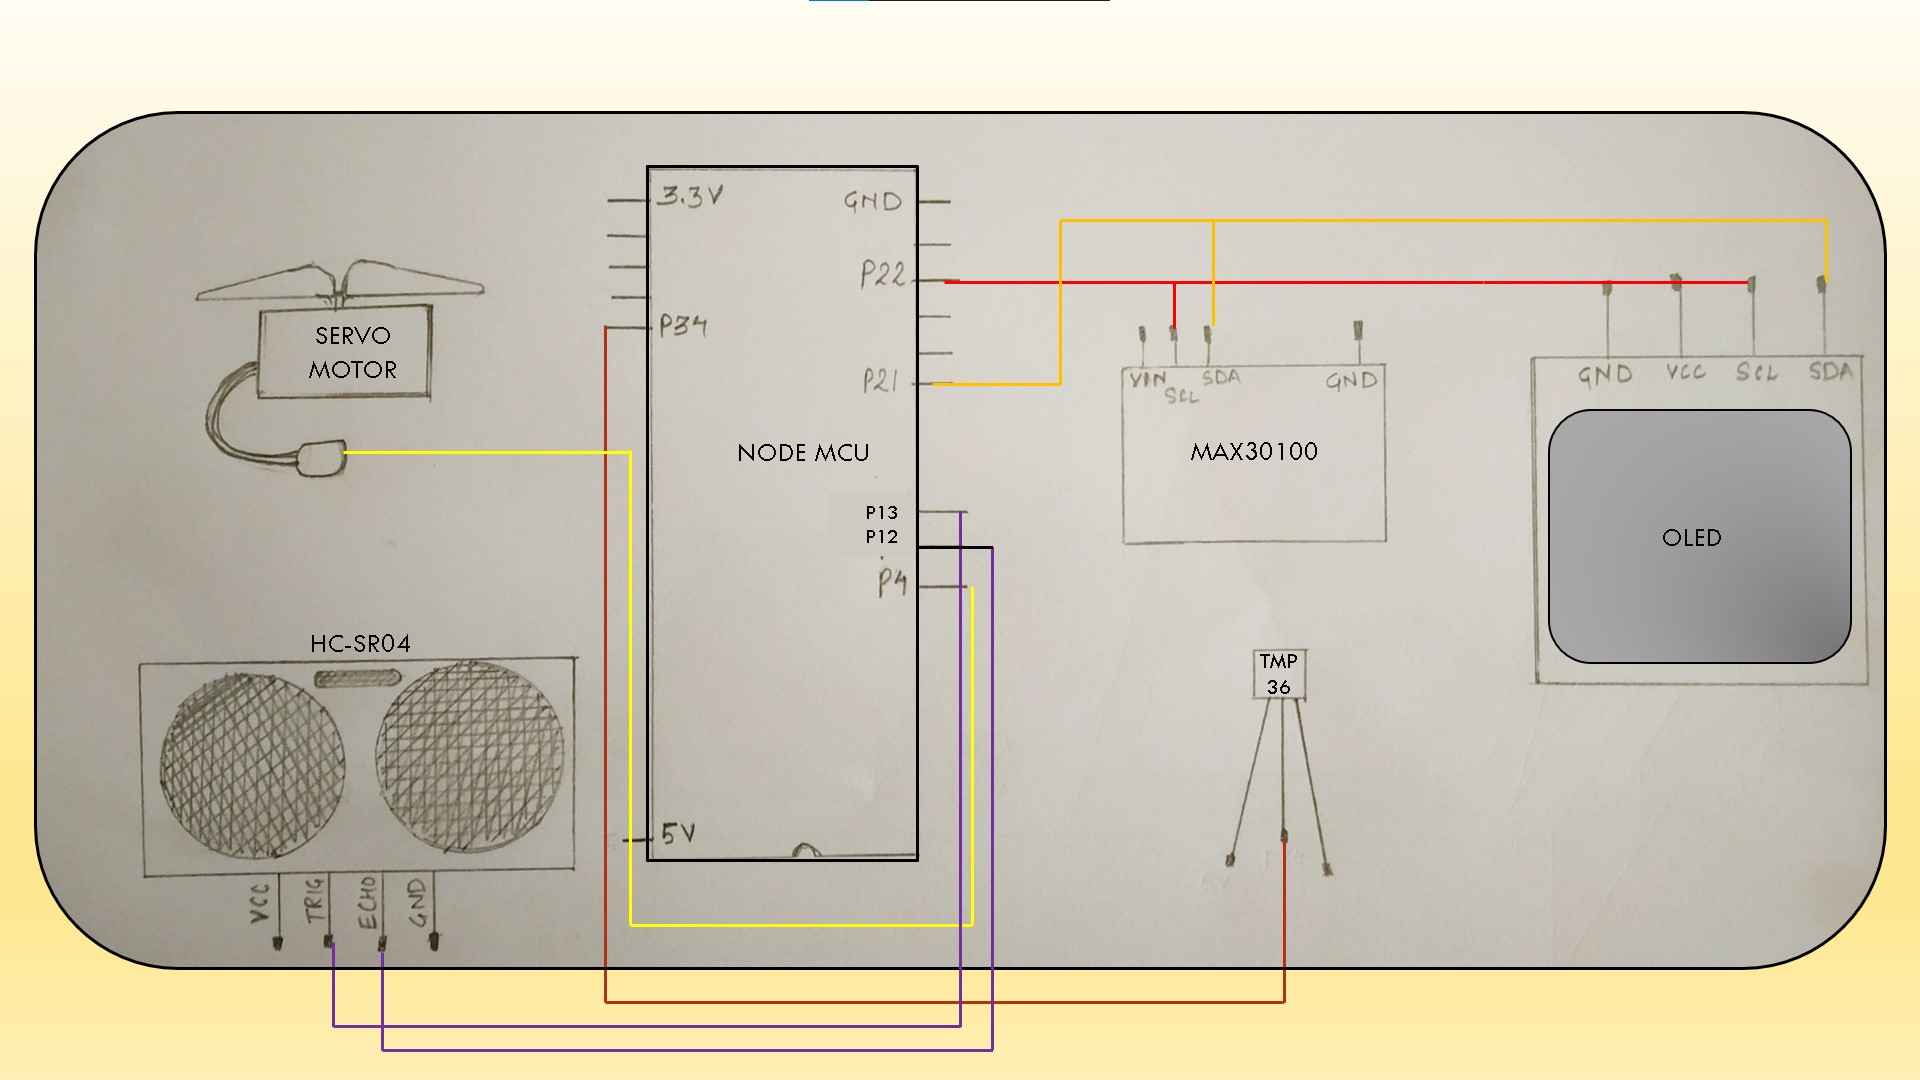 3.3V
GND
P22
P34
P21
SERVO
MOTOR
NODE MCU
VIN
SCL
SDA
GND
MAX30100
GND
VCC
SCL
SDA
OLED
P13
P12
P4
HC-SR04
TMP
36
5V
VCC
TRIG
ECHO
GND